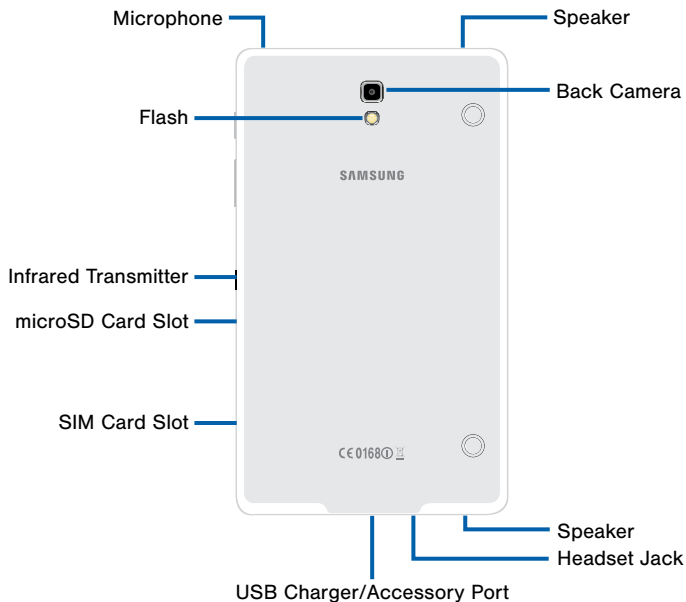 Microphone
Speaker
Back Camera
Flash
SAMSUNG
Infrared Transmitter
microSD Card Slot
SIM Card Slot
CE0168
Speaker
Headset Jack
USB Charger/Accessory Port